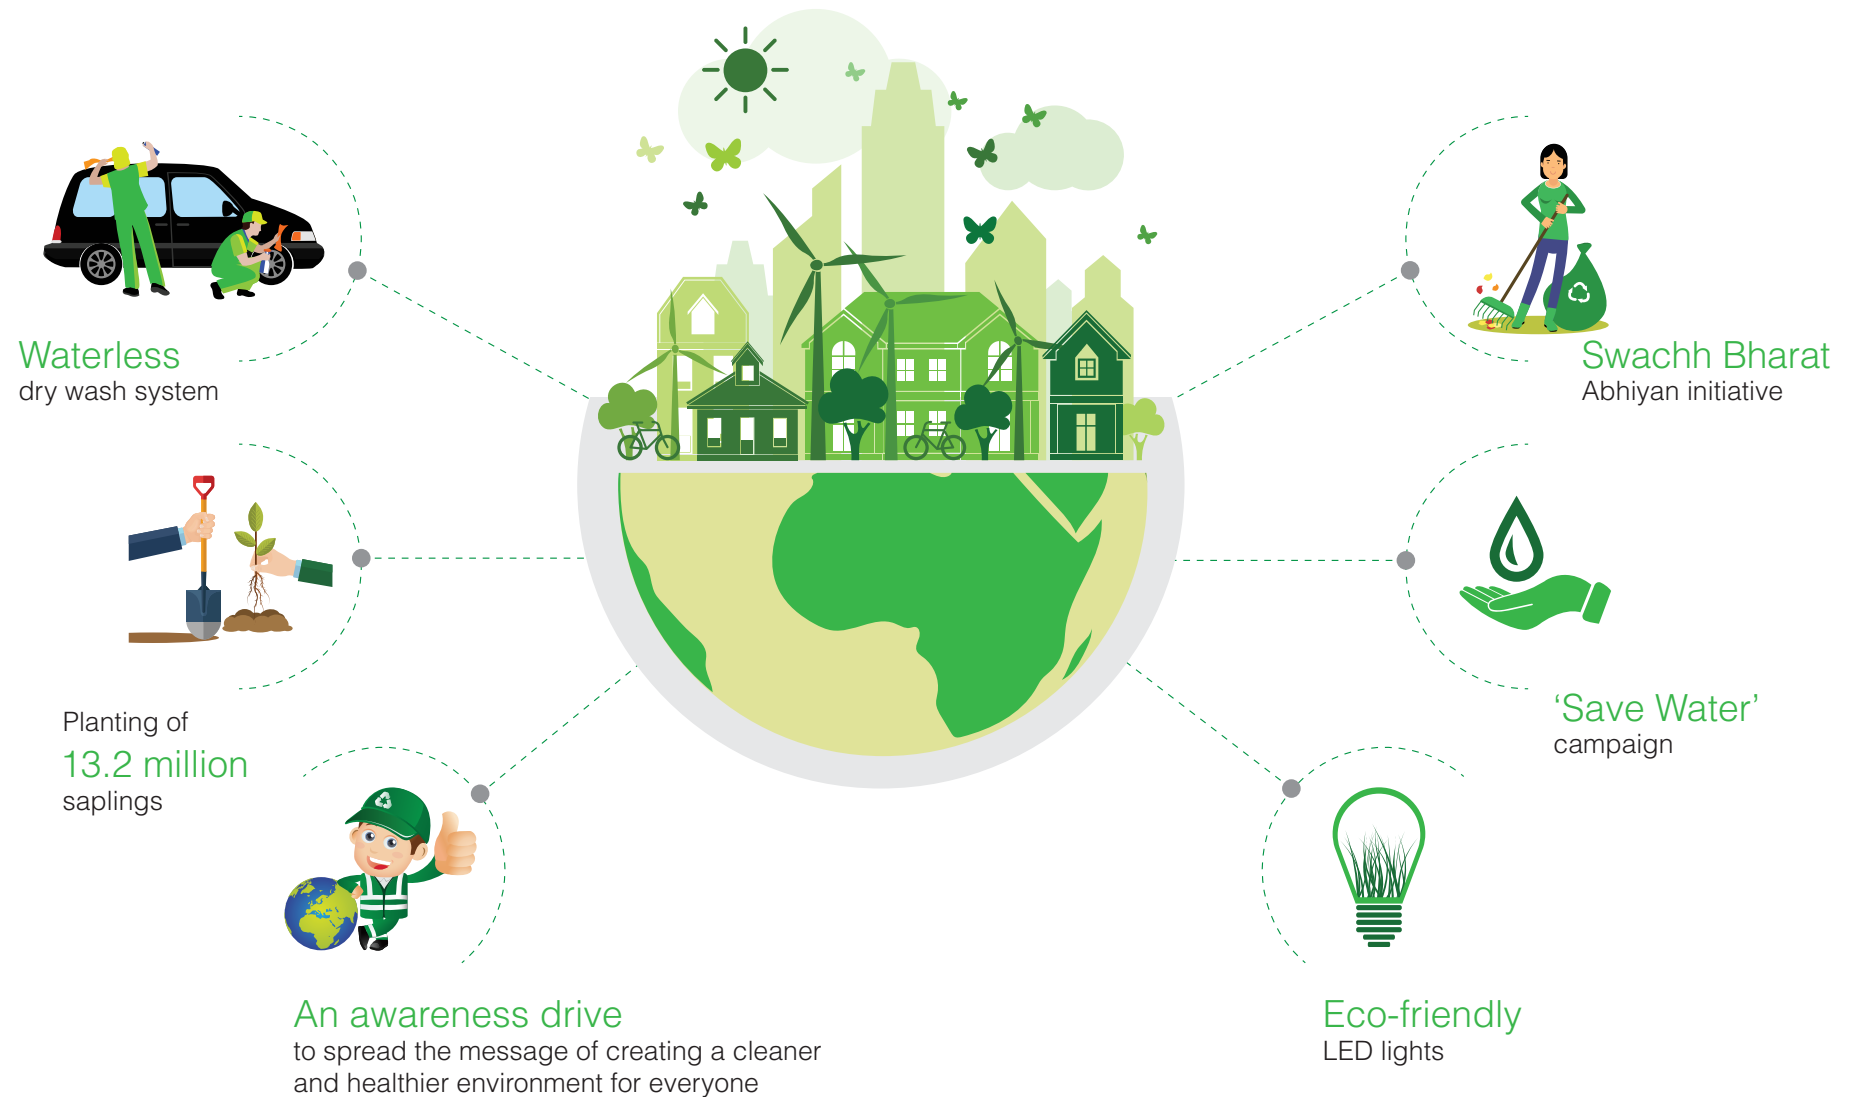 Waterless
dry wash system
Planting of
13.2 million
saplings
An awareness drive
to spread the message of creating a cleaner
and healthier environment for everyone
Swachh Bharat
Abhiyan initiative
‘Save Water’
campaign
Eco-friendly
LED lights